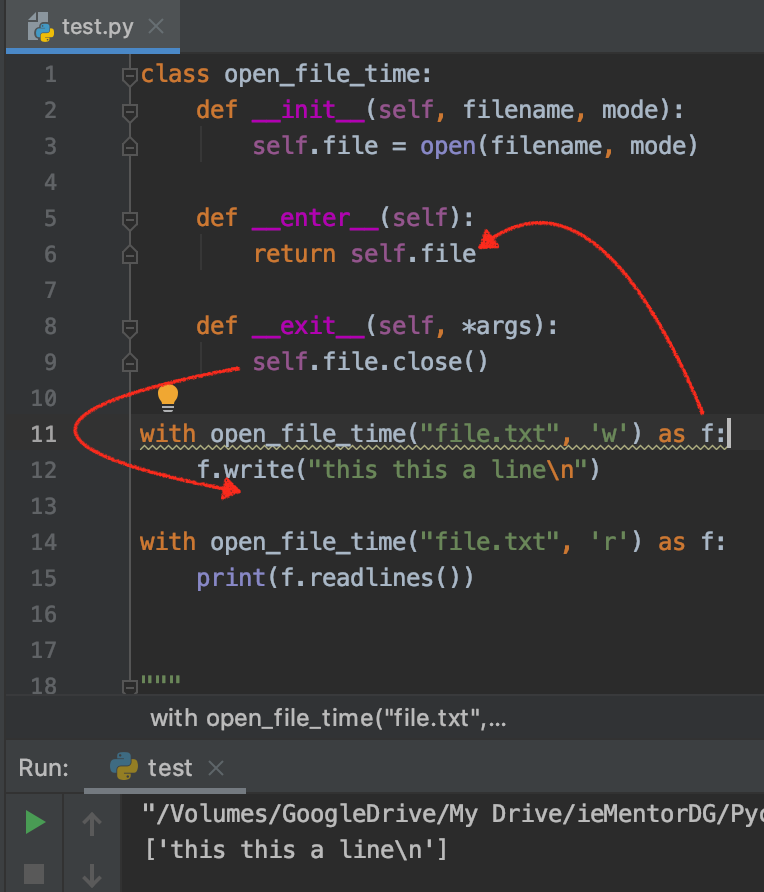 test.py
1 class open_file_time:
2     def __init__(self, filename, mode):
3         self.file = open(filename, mode)
4
5     def __enter__(self):
6         return self.file
7
8     def __exit__(self, *args):
9         self.file.close()
10
11 with open_file_time("file.txt", 'w') as f:
12     f.write("this this a line\n")
13
14 with open_file_time("file.txt", 'r') as f:
15     print(f.readlines())
16
17
18 """
with open_file_time("file.txt",...
Run: test
"/Volumes/GoogleDrive/My Drive/ieMentorDG/Pyc
['this this a line\n']